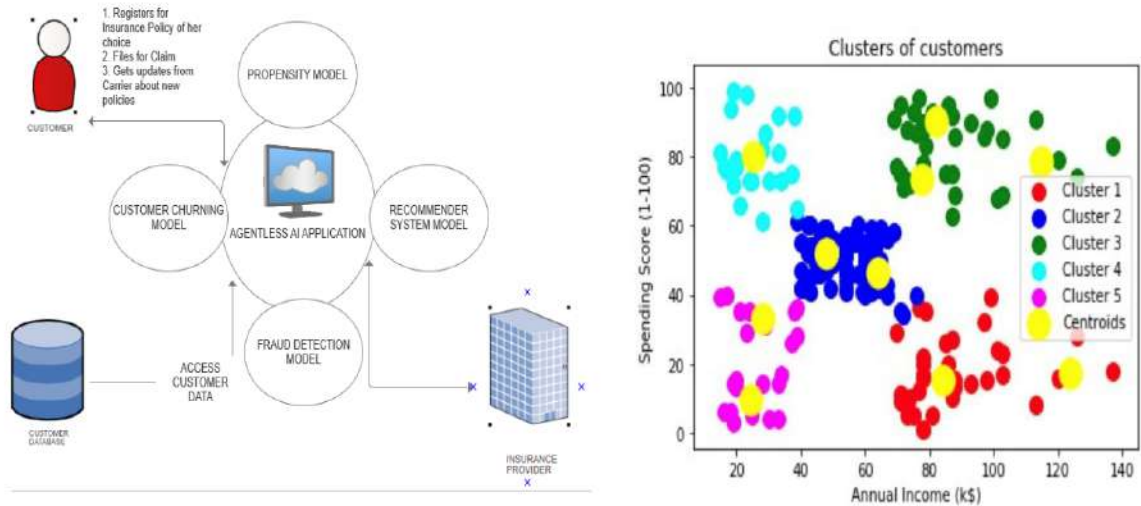 1. Registers for
Insurance Policy of her
choice
2. Files for Claim
3. Gets updates from
Carrier about new
policies
CUSTOMER
PROPENSITY MODEL
CUSTOMER CHURNING
MODEL
AGENTLESS AI APPLICATION
RECOMMENDER
SYSTEM MODEL
FRAUD DETECTION
MODEL
ACCESS
CUSTOMER
DATA
CUSTOMER
DATABASE
INSURANCE
PROVIDER
Clusters of customers
Spending Score (1-100)
100
80
60
40
20
0
Cluster 1
Cluster 2
Cluster 3
Cluster 4
Cluster 5
Centroids
20 40 60 80 100 120 140
Annual Income (k$)